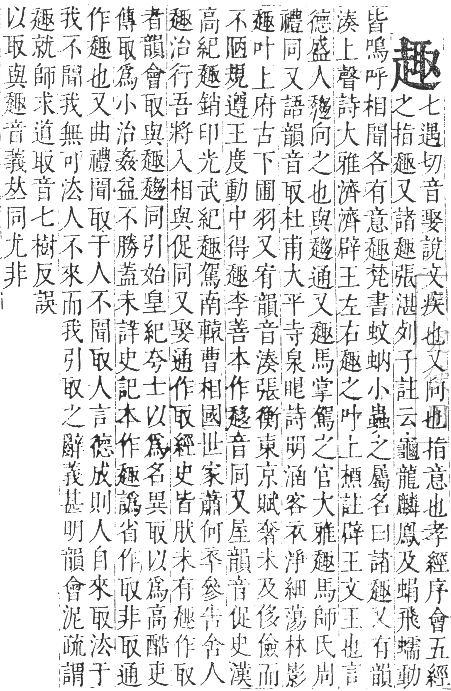 趣七遇切音娶說文疾也又向也指意也孝經序會五經
之指趣又諸趣張湛列子註云龜龍麟鳳及蜎飛蠕動
皆鳴呼相聞各有意趣梵書蚊蚋小蟲之屬名曰諸趣又有韻
湊上聲詩大雅濟濟辟王左右趣之叶上槱註辟王文王也言
德盛人趨向之也與趨通又趣馬掌駕之官大雅趣馬師氏周
禮同又語韻音取杜甫大平寺泉眼詩明涵客衣淨細蕩林影
趣叶上府古下圃羽又宥韻音湊張衡東京賦奢未及侈儉而
不陋規遵王度動中得趣李善本作趍音同又屋韻音促史漢
高紀趣銷印光武紀趣駕南轅曹相國世家蕭何卒參告舍人
趣治行吾將入相與促同又娶通作取經史皆肰未有趣作取
者韻會取與趣趨同引始皇紀夸主以爲名異取以爲高酷吏
傳取爲小治姦益不勝蓋未詳史記本作趣譌省作取非取通
作趣也又曲禮聞取于人不聞取人言德成則人自來取法于
我不聞我無可法人不來而我引取之辭義甚明韻會泥疏謂
趣就師求道取音七樹反誤
以取與趣音義𠀤同尤非